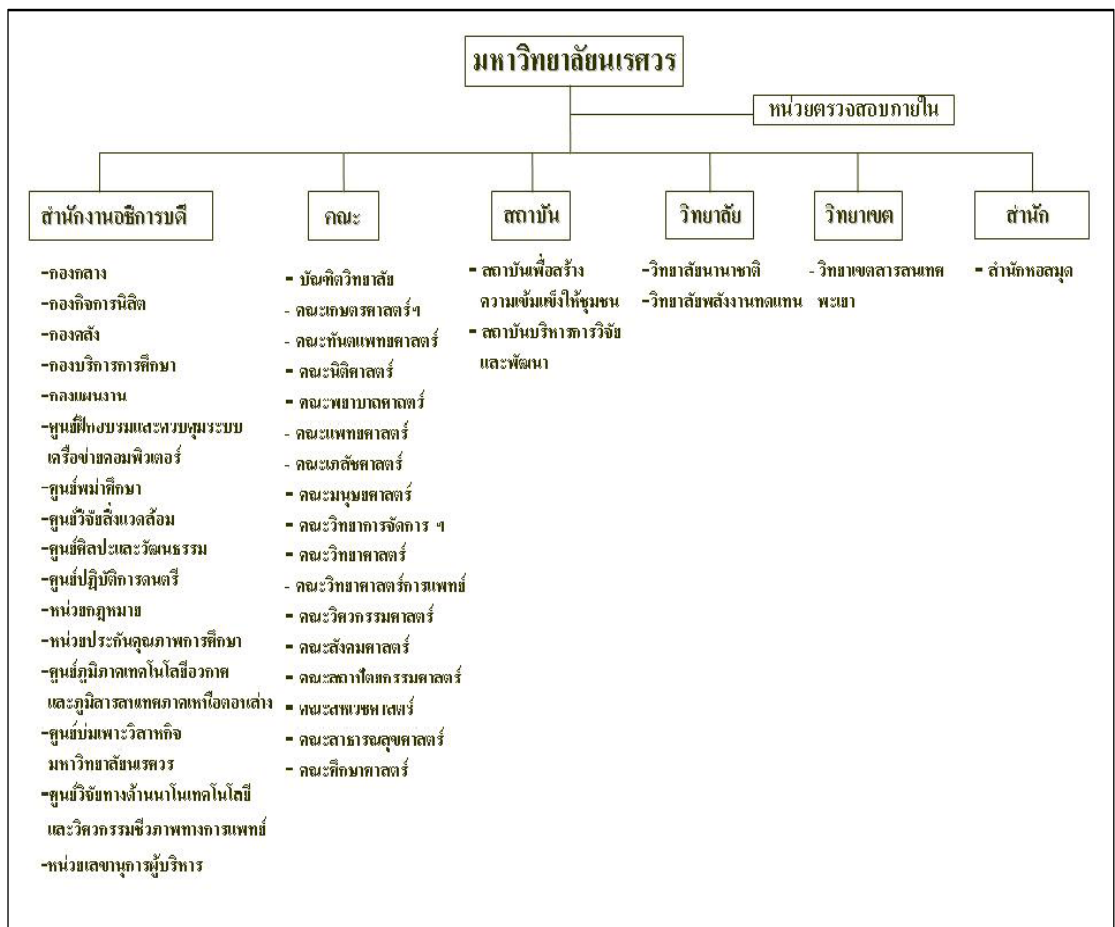 มหาวิทยาลัยนเรศวร
หน่วยตรวจสอบภายใน
สำนักงานอธิการบดี
-กองกลาง
-กองกิจการนิสิต
-กองคลัง
-กองบริการการศึกษา
-กองแผนงาน
-ศูนย์ฝึกอบรมและควบคุมระบบ
เครือข่ายคอมพิวเตอร์
-ศูนย์พม่าศึกษา
-ศูนย์วิจัยสิ่งแวดล้อม
-ศูนย์ศิลปะและวัฒนธรรม
-ศูนย์ปฏิบัติการดนตรี
-หน่วยกฎหมาย
-หน่วยประกันคุณภาพการศึกษา
-ศูนย์ภูมิภาคเทคโนโลยีอวกาศ
และภูมิสารสนเทศภาคเหนือตอนล่าง
-ศูนย์บ่มเพาะวิสาหกิจ
มหาวิทยาลัยนเรศวร
-ศูนย์วิจัยทางด้านนาโนเทคโนโลยี
และวิศวกรรมชีวภาพทางการแพทย์
-หน่วยเลขานุการผู้บริหาร
คณะ
- บัณฑิตวิทยาลัย
- คณะเกษตรศาสตร์ฯ
- คณะทันตแพทยศาสตร์
- คณะนิติศาสตร์
- คณะพยาบาลศาสตร์
- คณะแพทยศาสตร์
- คณะเภสัชศาสตร์
- คณะมนุษยศาสตร์
- คณะวิทยาการจัดการ ฯ
- คณะวิทยาศาสตร์
- คณะวิทยาศาสตร์การแพทย์
- คณะวิศวกรรมศาสตร์
- คณะสังคมศาสตร์
- คณะสถาปัตยกรรมศาสตร์
- คณะสหเวชศาสตร์
- คณะสาธารณสุขศาสตร์
- คณะศึกษาศาสตร์
สถาบัน
- สถาบันเพื่อสร้าง
ความเข้มแข็งให้ชุมชน
- สถาบันบริหารการวิจัย
และพัฒนา
วิทยาลัย
-วิทยาลัยนานาชาติ
-วิทยาลัยพลังงานทดแทน
วิทยาเขต
- วิทยาเขตสารสนเทศ
พะเยา
สำนัก
- สำนักหอสมุด